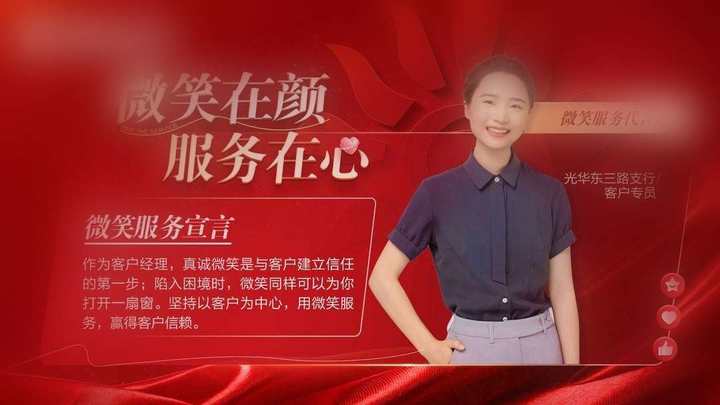 微笑在颜
服务在心
微笑服务代言
光华东三路支行
客户专员
微笑服务宣言
作为客户经理，真诚微笑是与客户建立信任
的第一步；陷入困境时，微笑同样可以为你
打开一扇窗。坚持以客户为中心，用微笑服
务，赢得客户信赖。